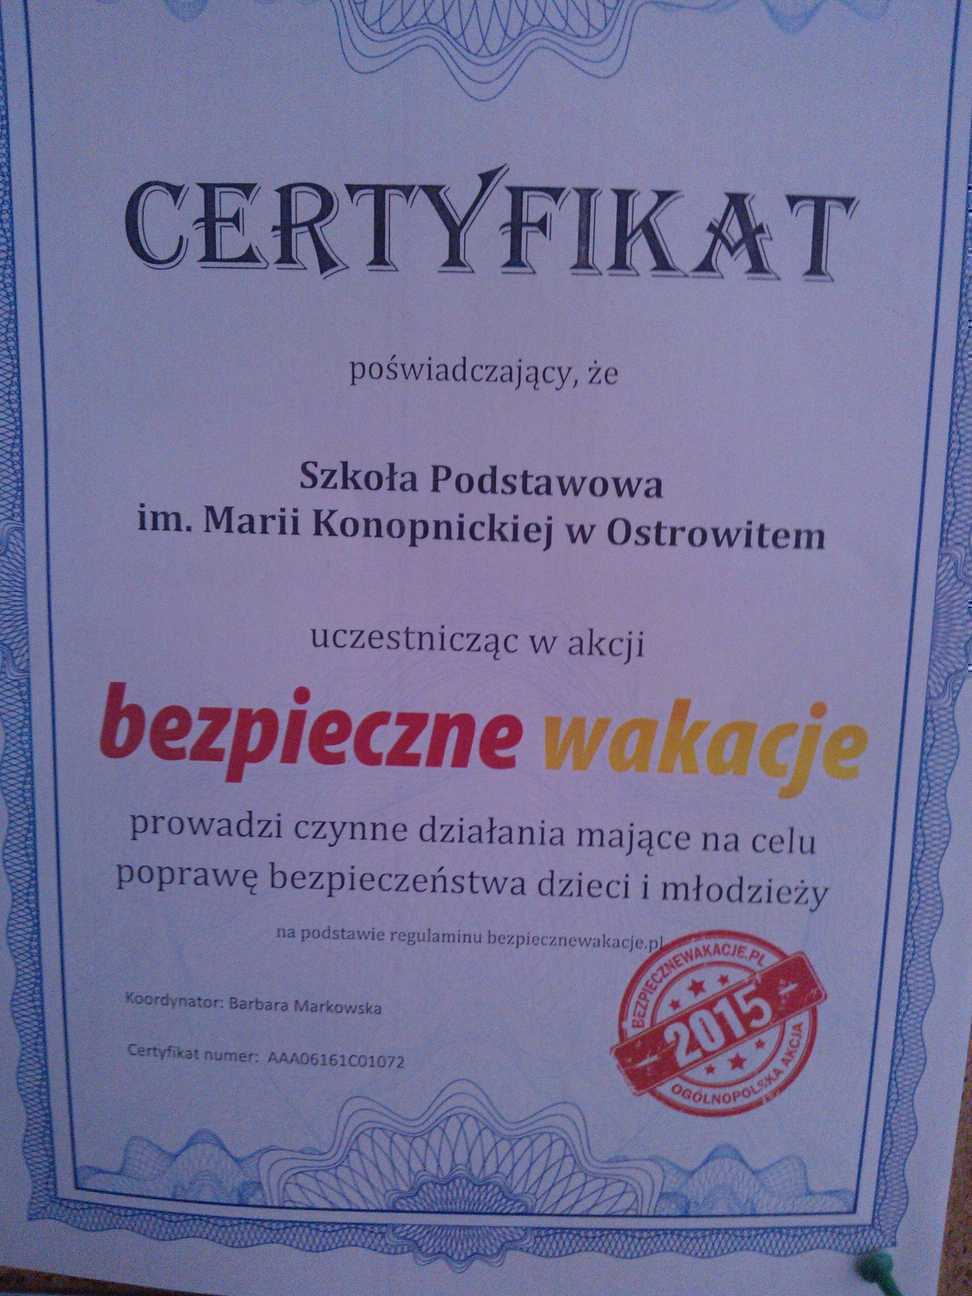 CERTYFIKAT
poświadczający, że
Szkoła Podstawowa
im. Marii Konopnickiej w Ostrowitem
uczestnicząc w akcji
bezpieczne wakacje
prowadzi czynne działania mające na celu
poprawę bezpieczeństwa dzieci i młodzieży
na podstawie regulaminu bezpiecznewakacje.pl
Koordynator: Barbara Markowska
Certyfikat numer: AAA06161C01072
BEZPIECZNEWAKACJE.PL
2015
OGÓLNOPOLSKA AKCJA